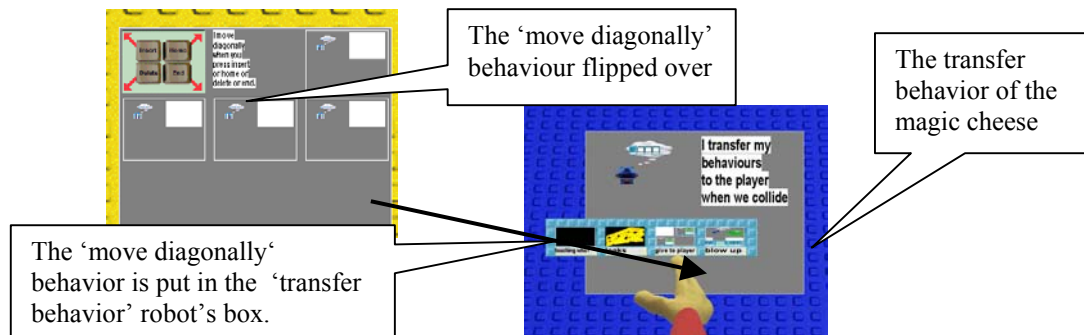 The ‘move diagonally’
behaviour flipped over
The transfer
behavior of the
magic cheese
I move
diagonally
when you
press insert
or home or
delete or end.
Insert
Home
Delete
End
I transfer my
behaviours
to the player
when we collide
give to player
blow up
The ‘move diagonally‘
behavior is put in the ‘transfer
behavior’ robot’s box.